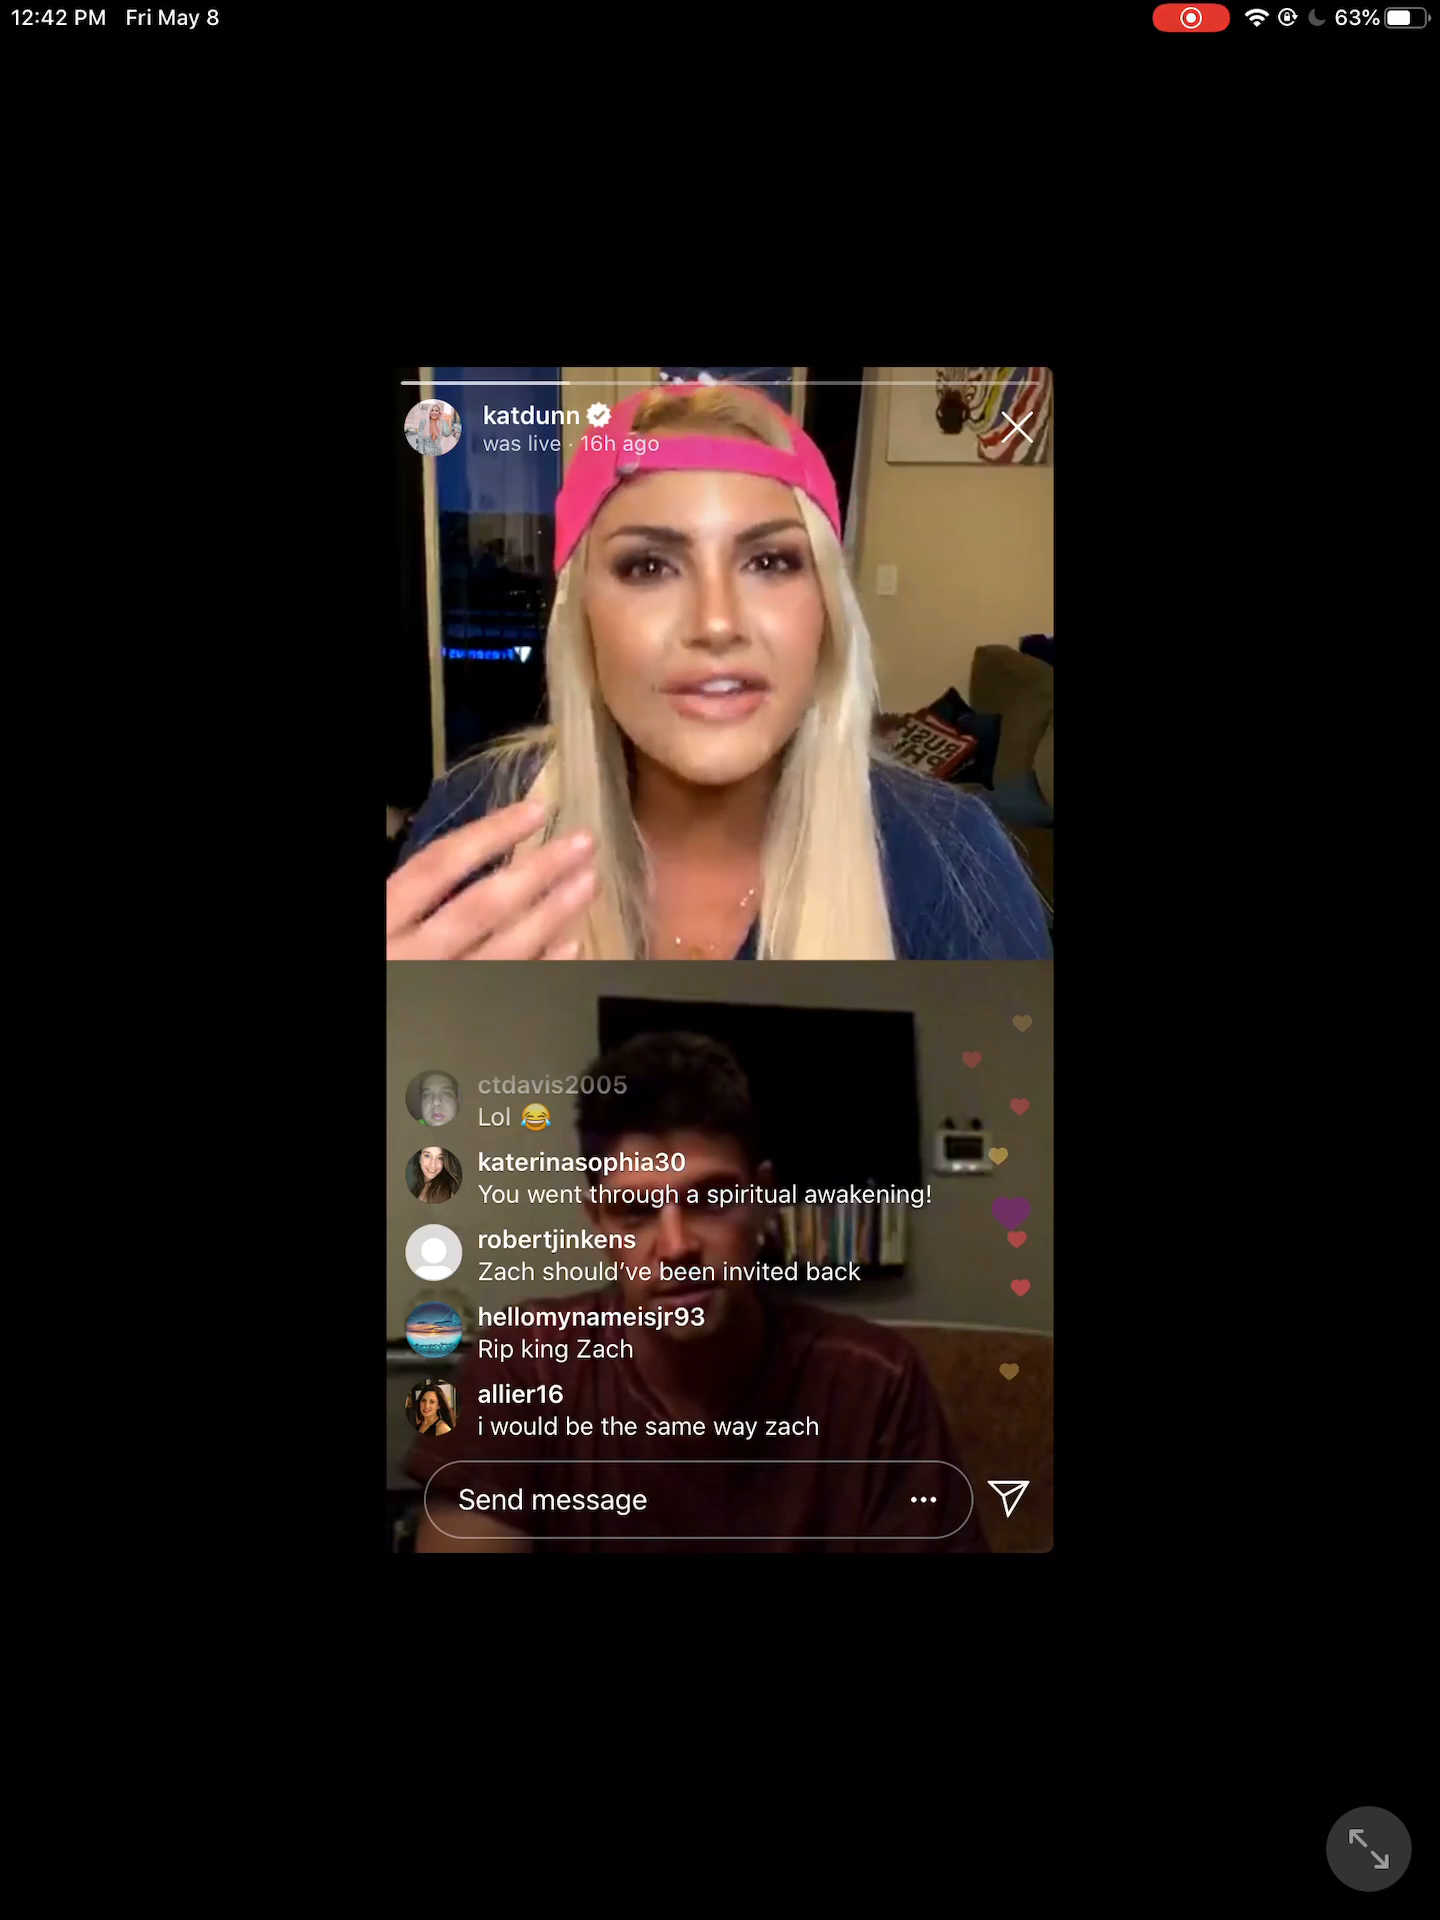 12:42 PM Fri May 8
63%
katdunn
was live · 16h ago
RUSH
PHI
ctdavis2005
Lol 😂
katerinasophia30
You went through a spiritual awakening!
robertjinkens
Zach should’ve been invited back
hellomynameisjr93
Rip king Zach
allier16
i would be the same way zach
Send message